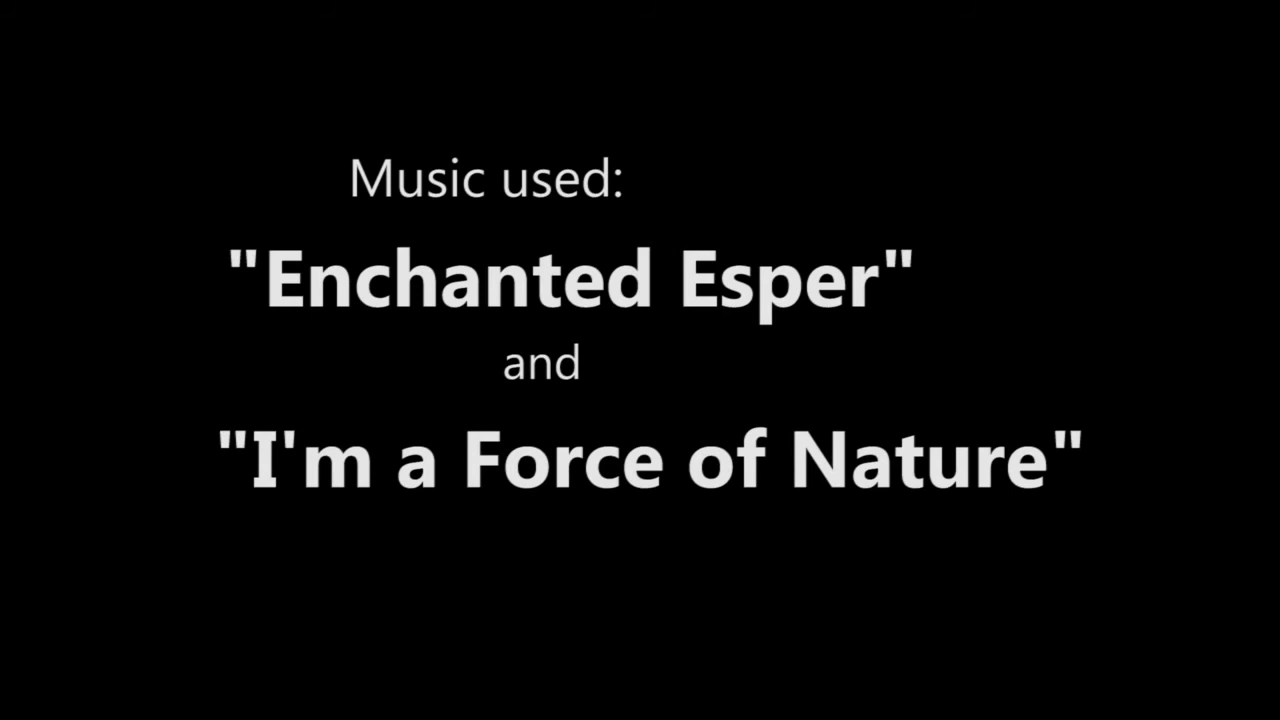 Music used:
"Enchanted Esper"
and
"I'm a Force of Nature"